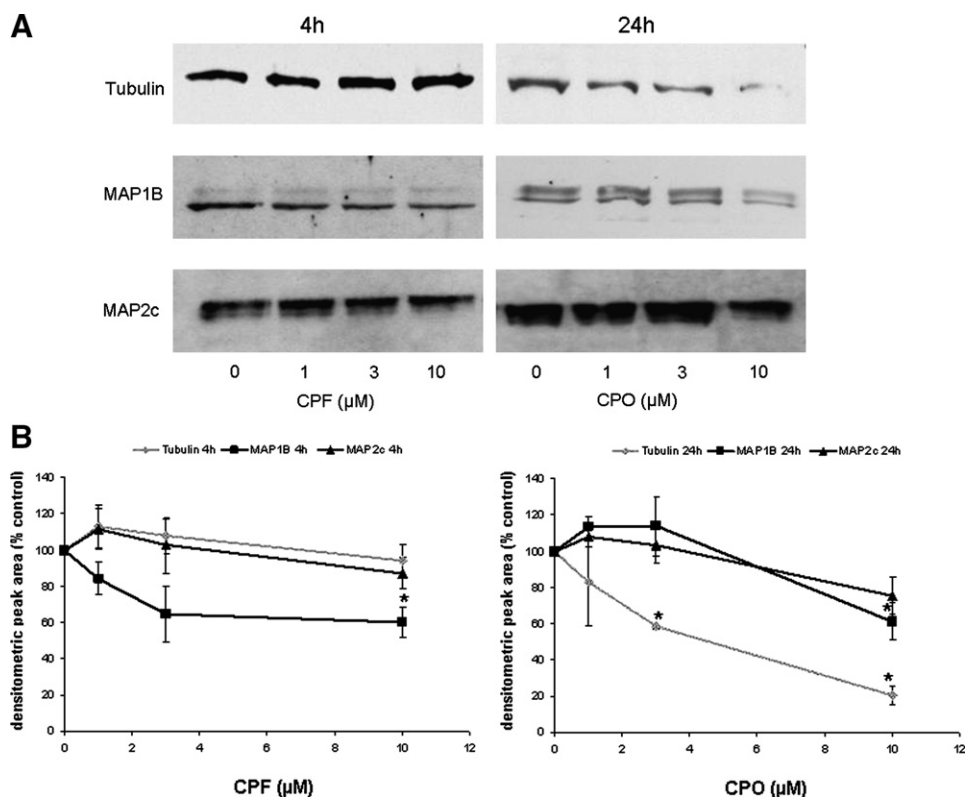 A
4h
24h
Tubulin
MAP1B
MAP2c
0 1 3 10
CPF (µM)
0 1 3 10
CPO (µM)
B
Tubulin 4h MAP1B 4h MAP2c 4h
densitometric peak area (% control)
140
120
100
80
60
40
20
0
*
0 2 4 6 8 10 12
CPF (µM)
Tubulin 24h MAP1B 24h MAP2c 24h
densitometric peak area (% control)
140
120
100
80
60
40
20
0
*
*
*
0 2 4 6 8 10 12
CPO (µM)